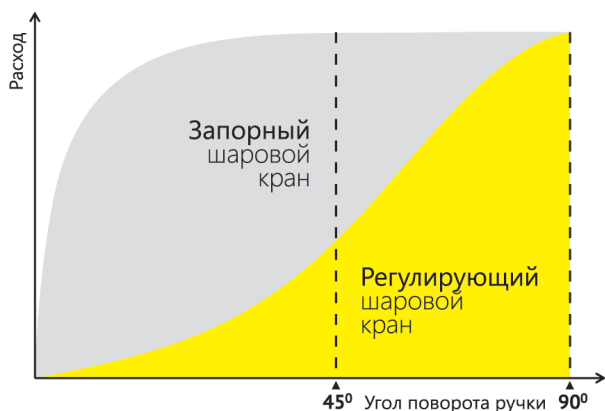 Расход
Запорный
шаровой
кран
Регулирующий
шаровой
кран
45⁰ Угол поворота ручки 90⁰